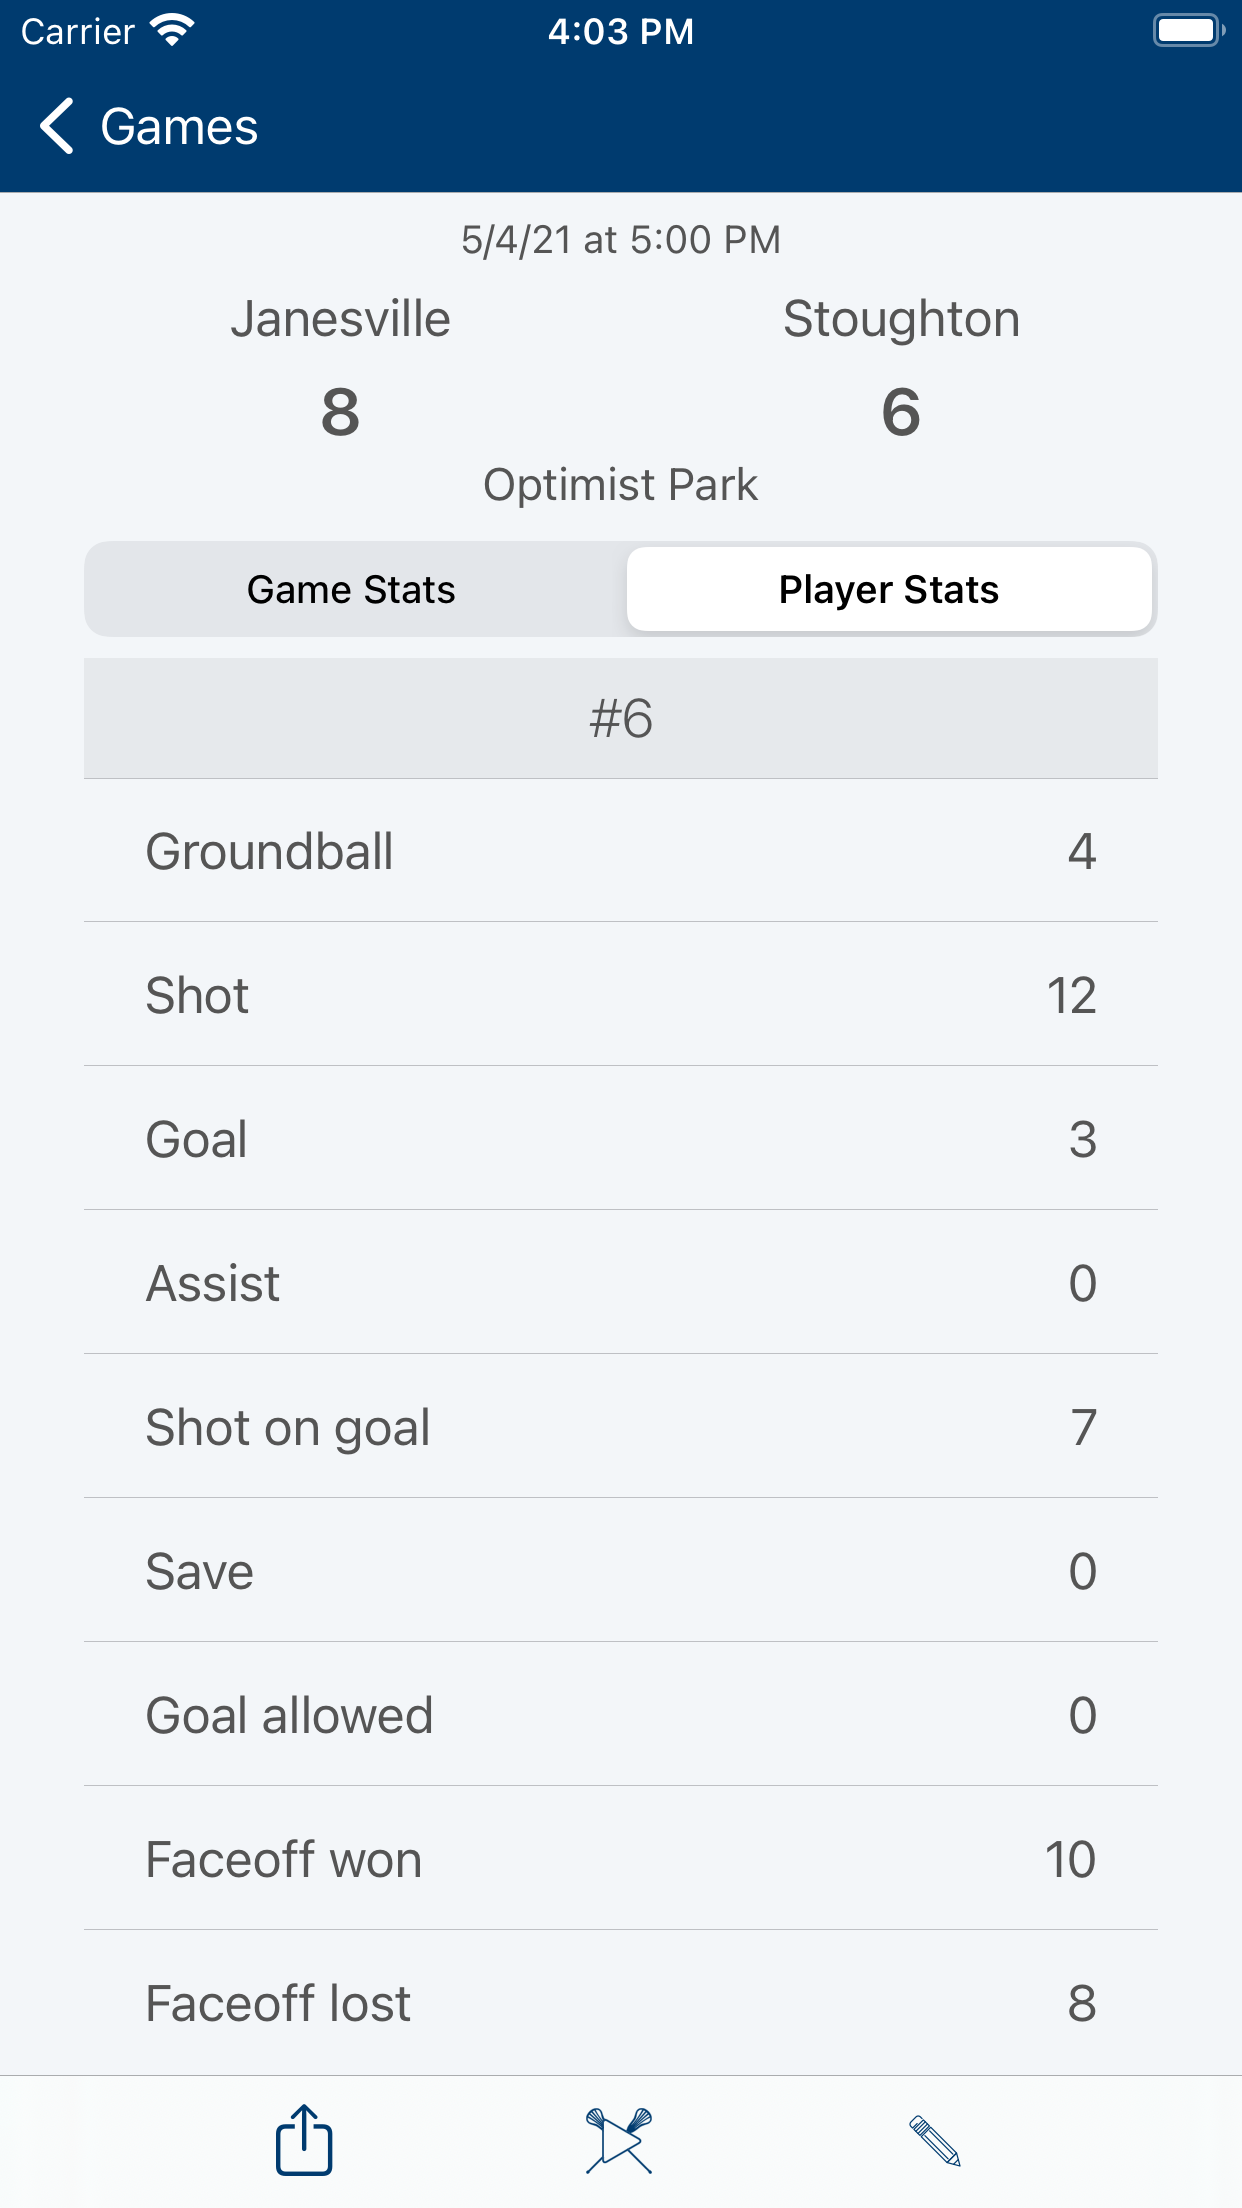 Carrier 4:03 PM
Games
5/4/21 at 5:00 PM
Janesville Stoughton
8 6
Optimist Park
Game Stats Player Stats
#6
Groundball 4
Shot 12
Goal 3
Assist 0
Shot on goal 7
Save 0
Goal allowed 0
Faceoff won 10
Faceoff lost 8